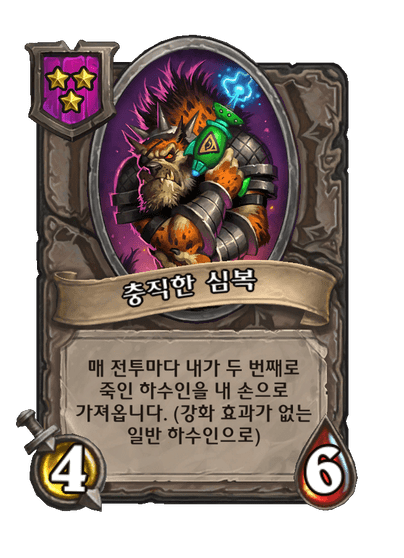 충직한 심복
매 전투마다 내가 두 번째로
죽인 하수인을 내 손으로
가져옵니다. (강화 효과가 없는
일반 하수인으로)
4
6